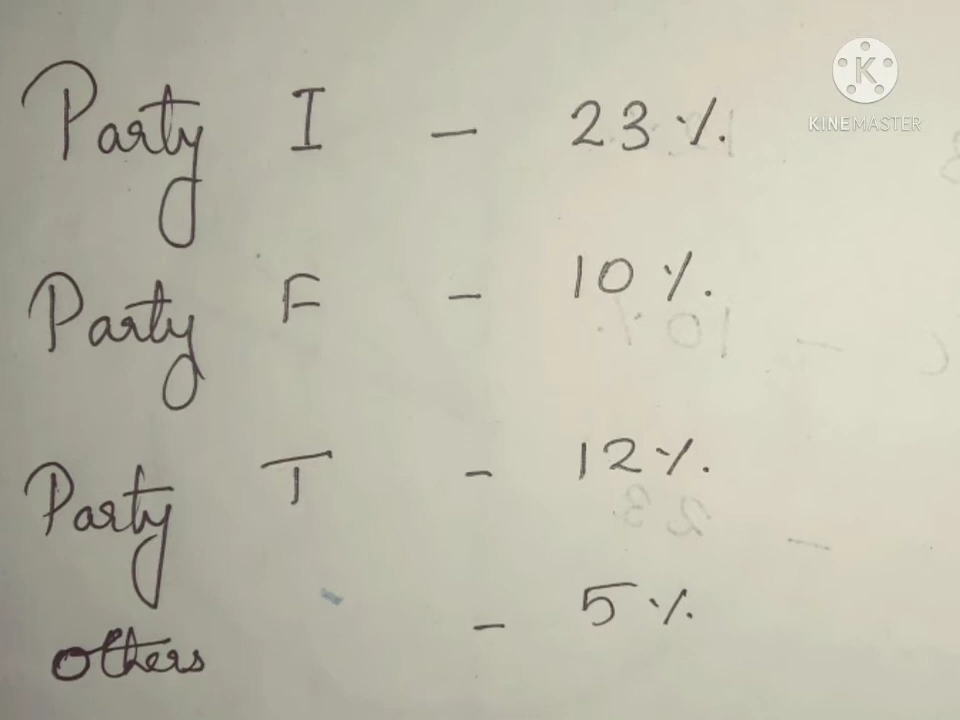 KINEMASTER
Party I - 23%.
Party F - 10%.
Party T - 12%.
Others - 5%